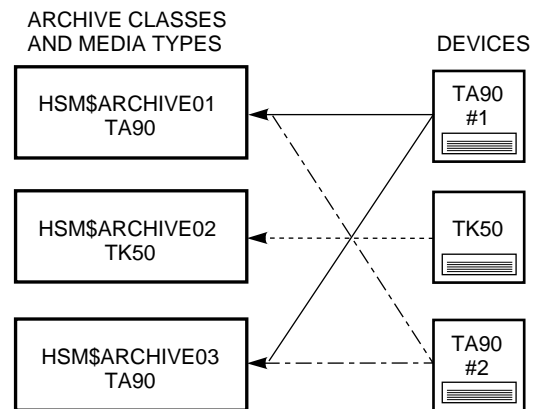 ARCHIVE CLASSES
AND MEDIA TYPES
DEVICES
HSM$ARCHIVE01
TA90
TA90
#1
HSM$ARCHIVE02
TK50
TK50
HSM$ARCHIVE03
TA90
TA90
#2